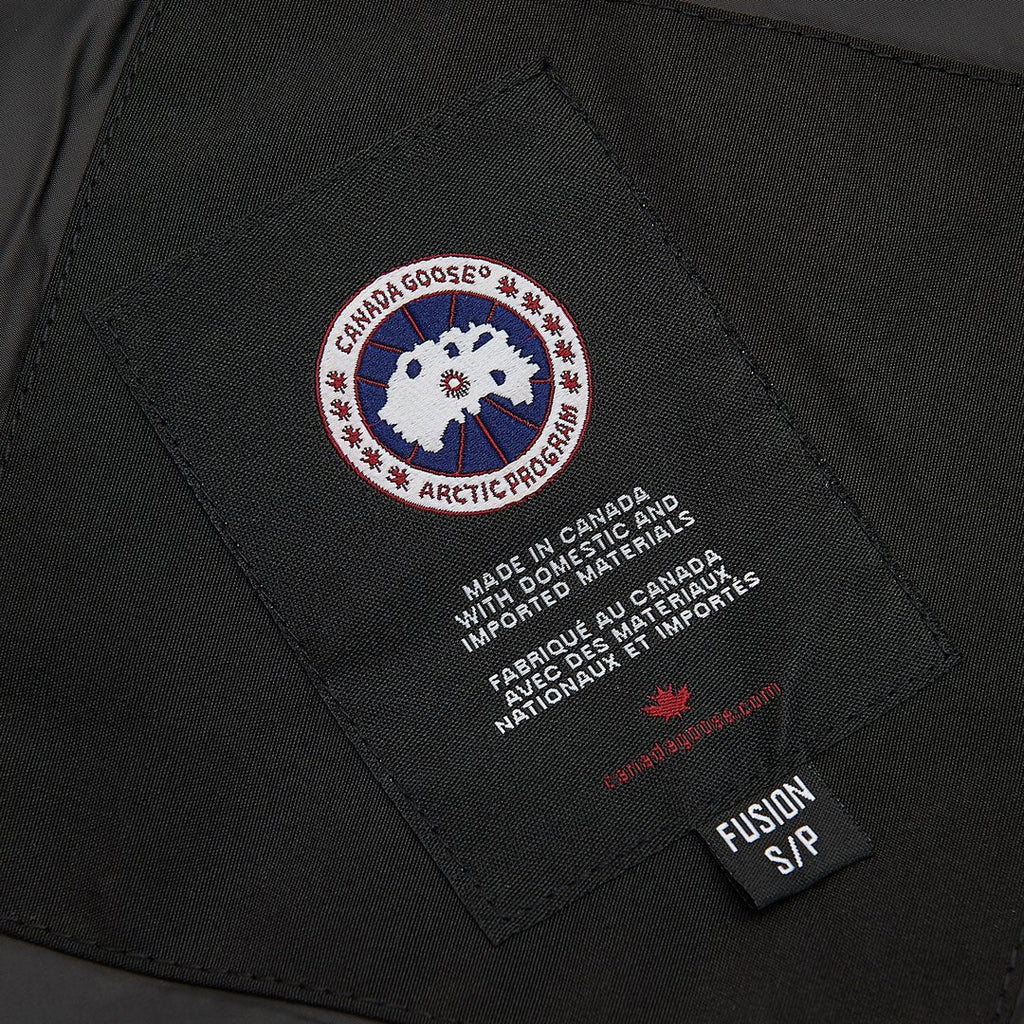 CANADA GOOSE®
ARCTIC PROGRAM
MADE IN CANADA
WITH DOMESTIC AND
IMPORTED MATERIALS
FABRIQUÉ AU CANADA
AVEC DES MATERIAUX
NATIONAUX ET IMPORTÉS
canadagoose.com
FUSION
S/P